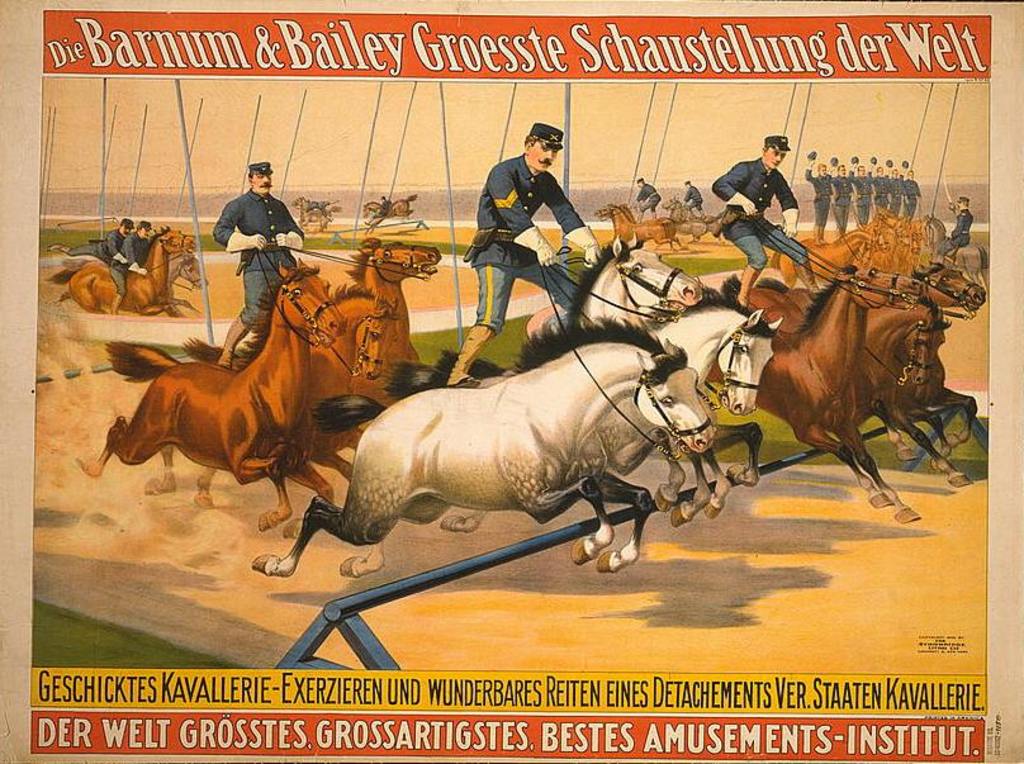 Die Barnum & Bailey Groesste Schaustellung der Welt
GESCHICKTES KAVALLERIE-EXERZIEREN UND WUNDERBARES REITEN EINES DETACHEMENTS VER. STAATEN KAVALLERIE.
DER WELT GRÖSSTES, GROSSARTIGSTES, BESTES AMUSEMENTS-INSTITUT.